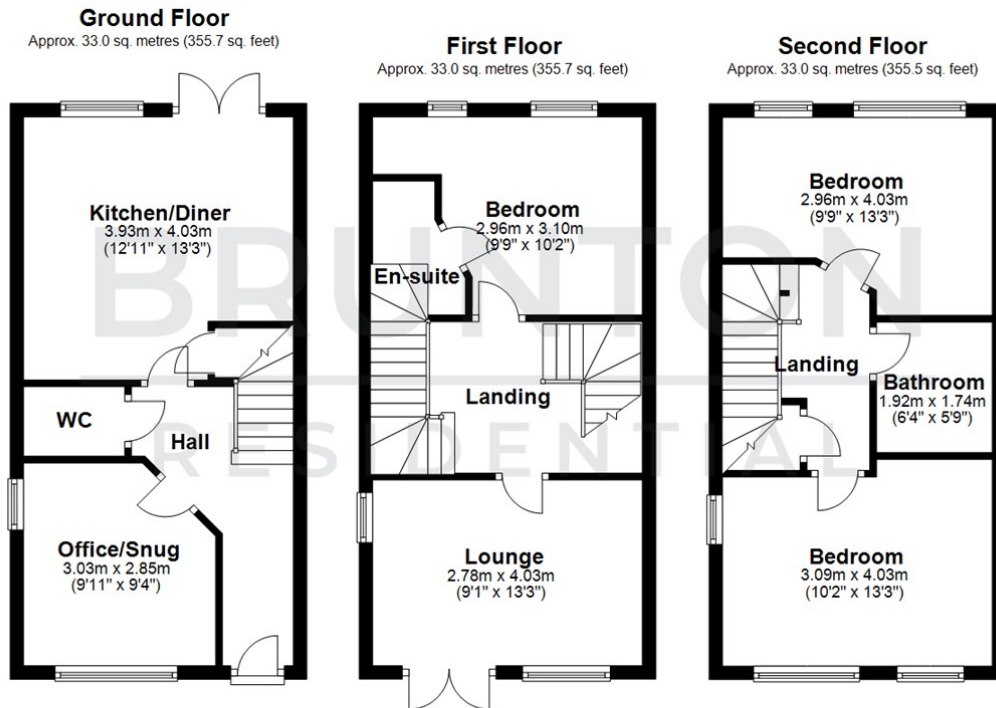 Ground Floor
Approx. 33.0 sq. metres (355.7 sq. feet)
Kitchen/Diner
3.93m x 4.03m
(12'11" x 13'3")
WC
Hall
Office/Snug
3.03m x 2.85m
(9'11" x 9'4")
First Floor
Approx. 33.0 sq. metres (355.7 sq. feet)
Bedroom
2.96m x 3.10m
(9'9" x 10'2")
En-suite
Landing
Lounge
2.78m x 4.03m
(9'1" x 13'3")
Second Floor
Approx. 33.0 sq. metres (355.5 sq. feet)
Bedroom
2.96m x 4.03m
(9'9" x 13'3")
Landing
Bathroom
1.92m x 1.74m
(6'4" x 5'9")
Bedroom
3.09m x 4.03m
(10'2" x 13'3")
BRUNTON
RESIDENTIAL